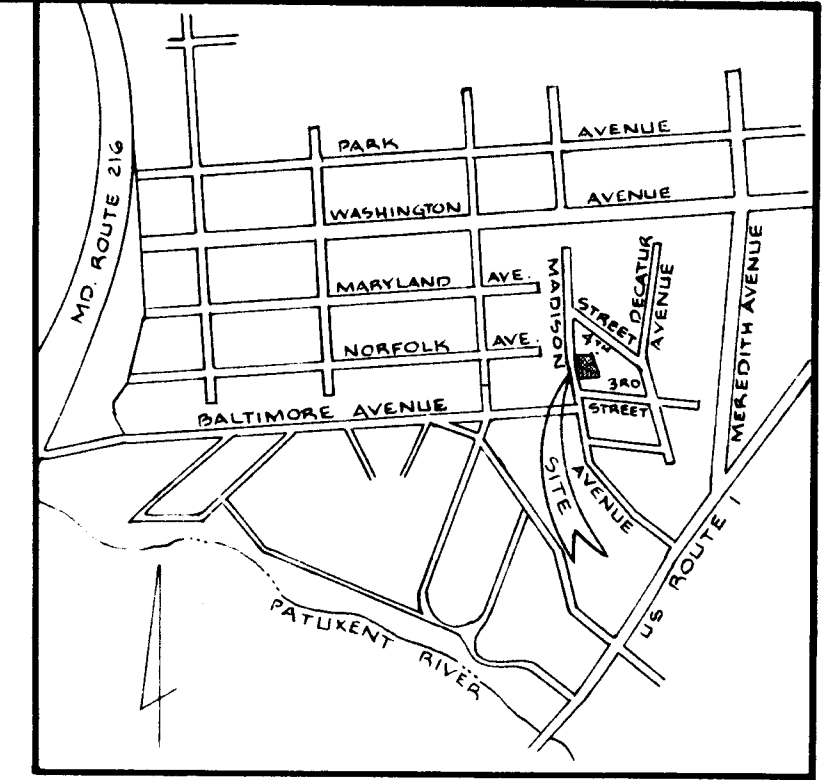 PARK AVENUE
WASHINGTON AVENUE
MD. ROUTE 216
MARYLAND AVE.
NORFOLK AVE.
MADISON
AVENUE
DECATUR
AVENUE
STREET
3RD
STREET
MEREDITH AVENUE
BALTIMORE AVENUE
SITE
US ROUTE 1
PATUXENT RIVER